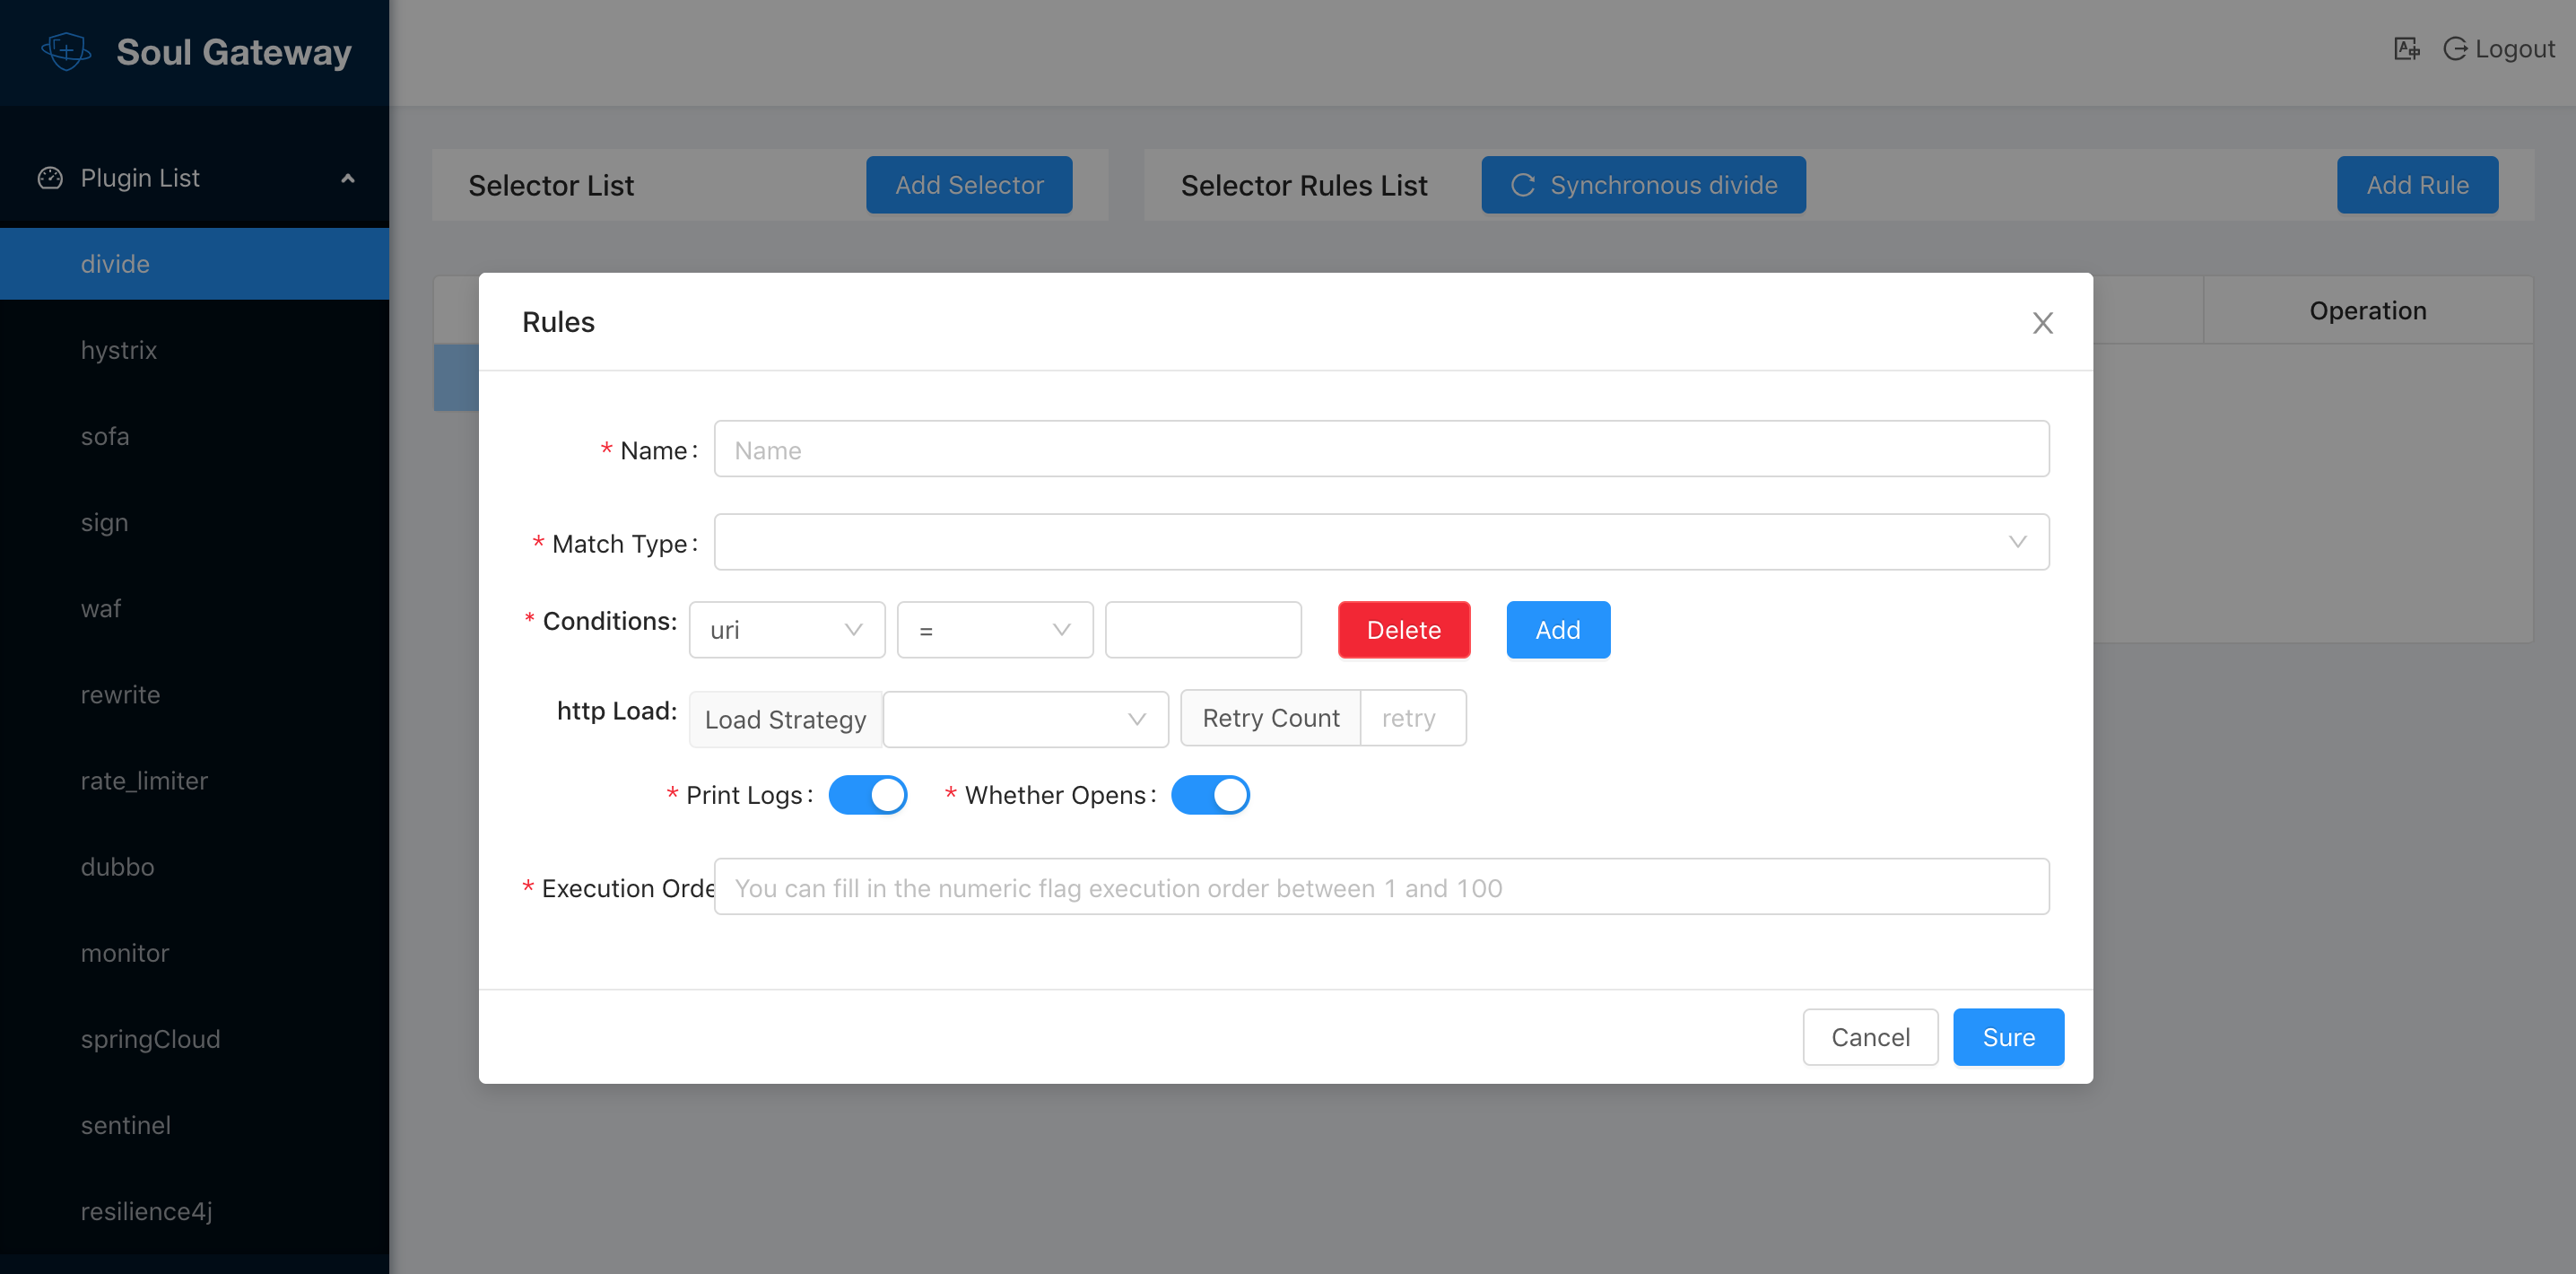 Soul Gateway
Logout
Plugin List
divide
hystrix
sofa
sign
waf
rewrite
rate_limiter
dubbo
monitor
springCloud
sentinel
resilience4j
Selector List
Add Selector
Selector Rules List
Synchronous divide
Add Rule
Operation
Rules
* Name: Name
* Match Type:
* Conditions: uri = Delete Add
http Load: Load Strategy Retry Count retry
* Print Logs: * Whether Opens:
* Execution Orde You can fill in the numeric flag execution order between 1 and 100
Cancel Sure